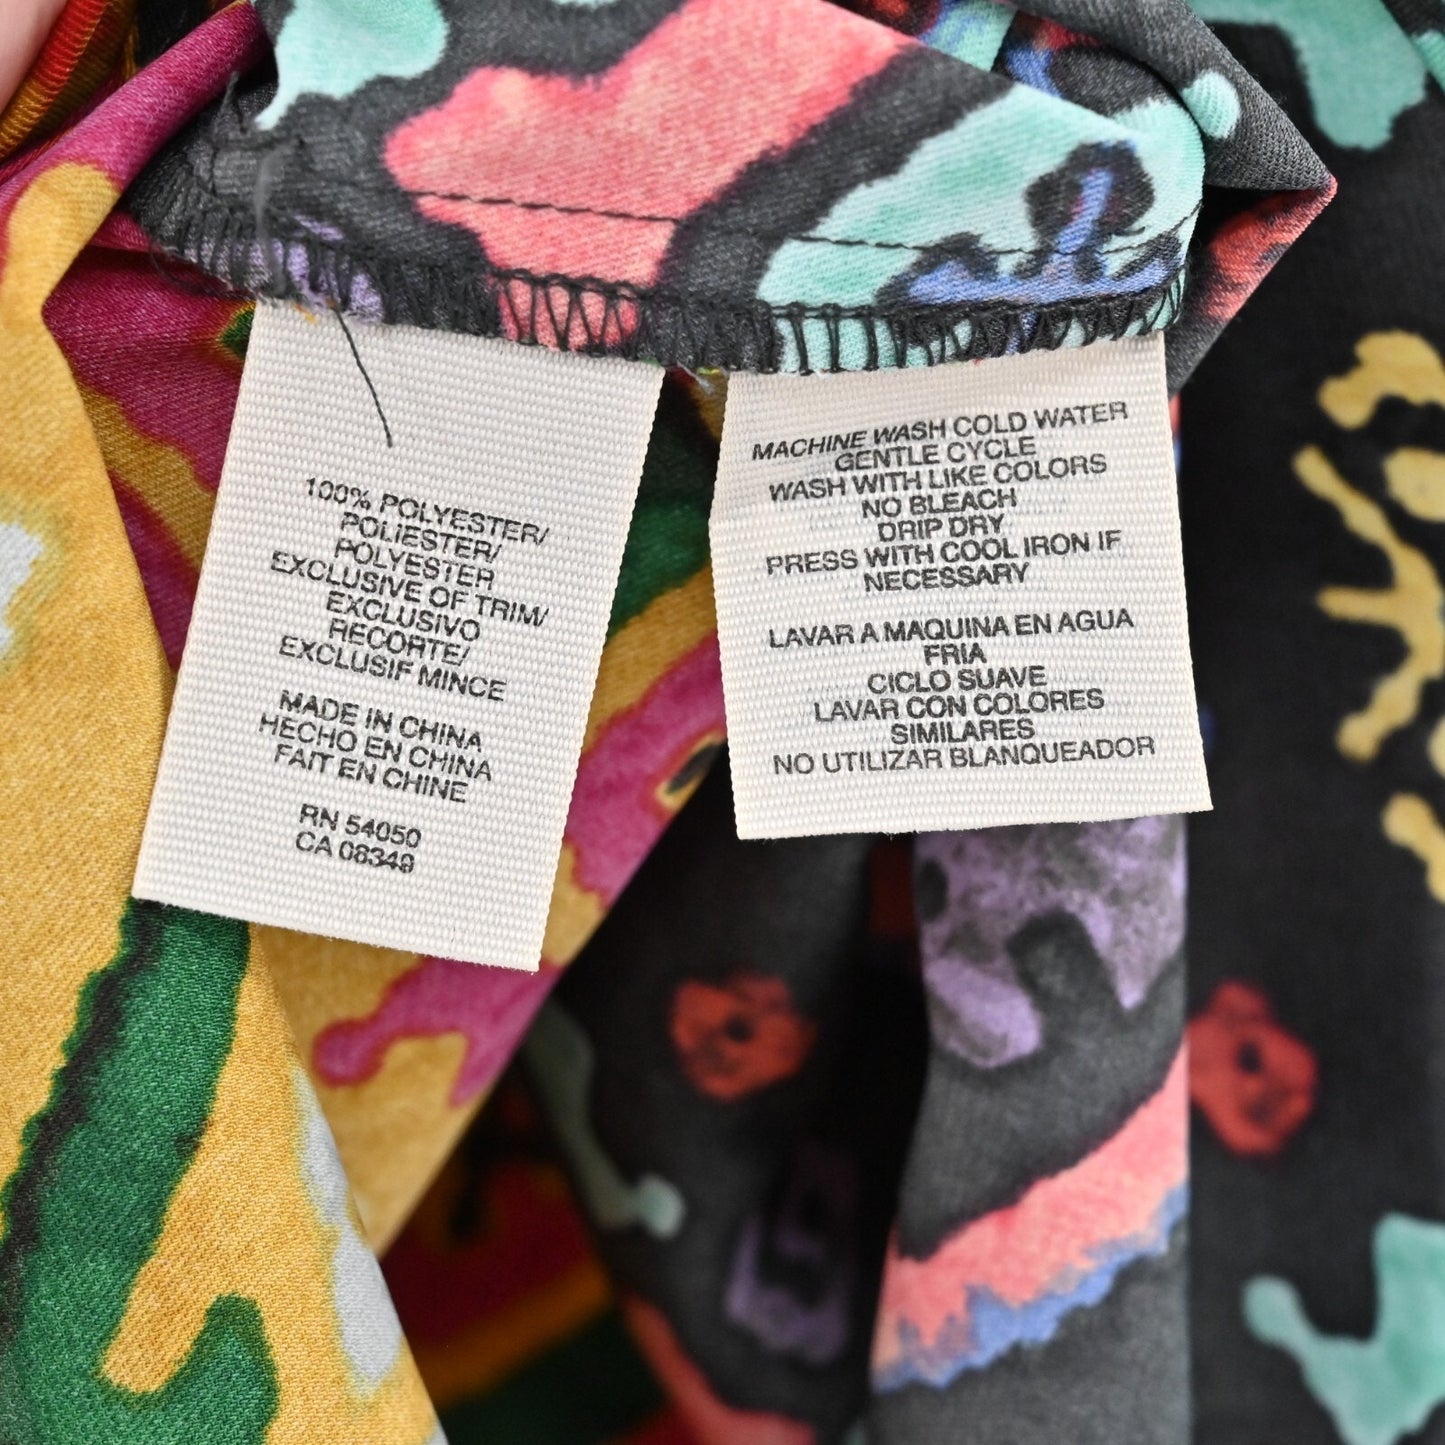 100% POLYESTER/
POLIESTER/
POLYESTER
EXCLUSIVE OF TRIM/
EXCLUSIVO
RECORTE/
EXCLUSIF MINCE
MADE IN CHINA
HECHO EN CHINA
FAIT EN CHINE
RN 54050
CA 08349
MACHINE WASH COLD WATER
GENTLE CYCLE
WASH WITH LIKE COLORS
NO BLEACH
DRIP DRY
PRESS WITH COOL IRON IF
NECESSARY
LAVAR A MAQUINA EN AGUA
FRIA
CICLO SUAVE
LAVAR CON COLORES
SIMILARES
NO UTILIZAR BLANQUEADOR